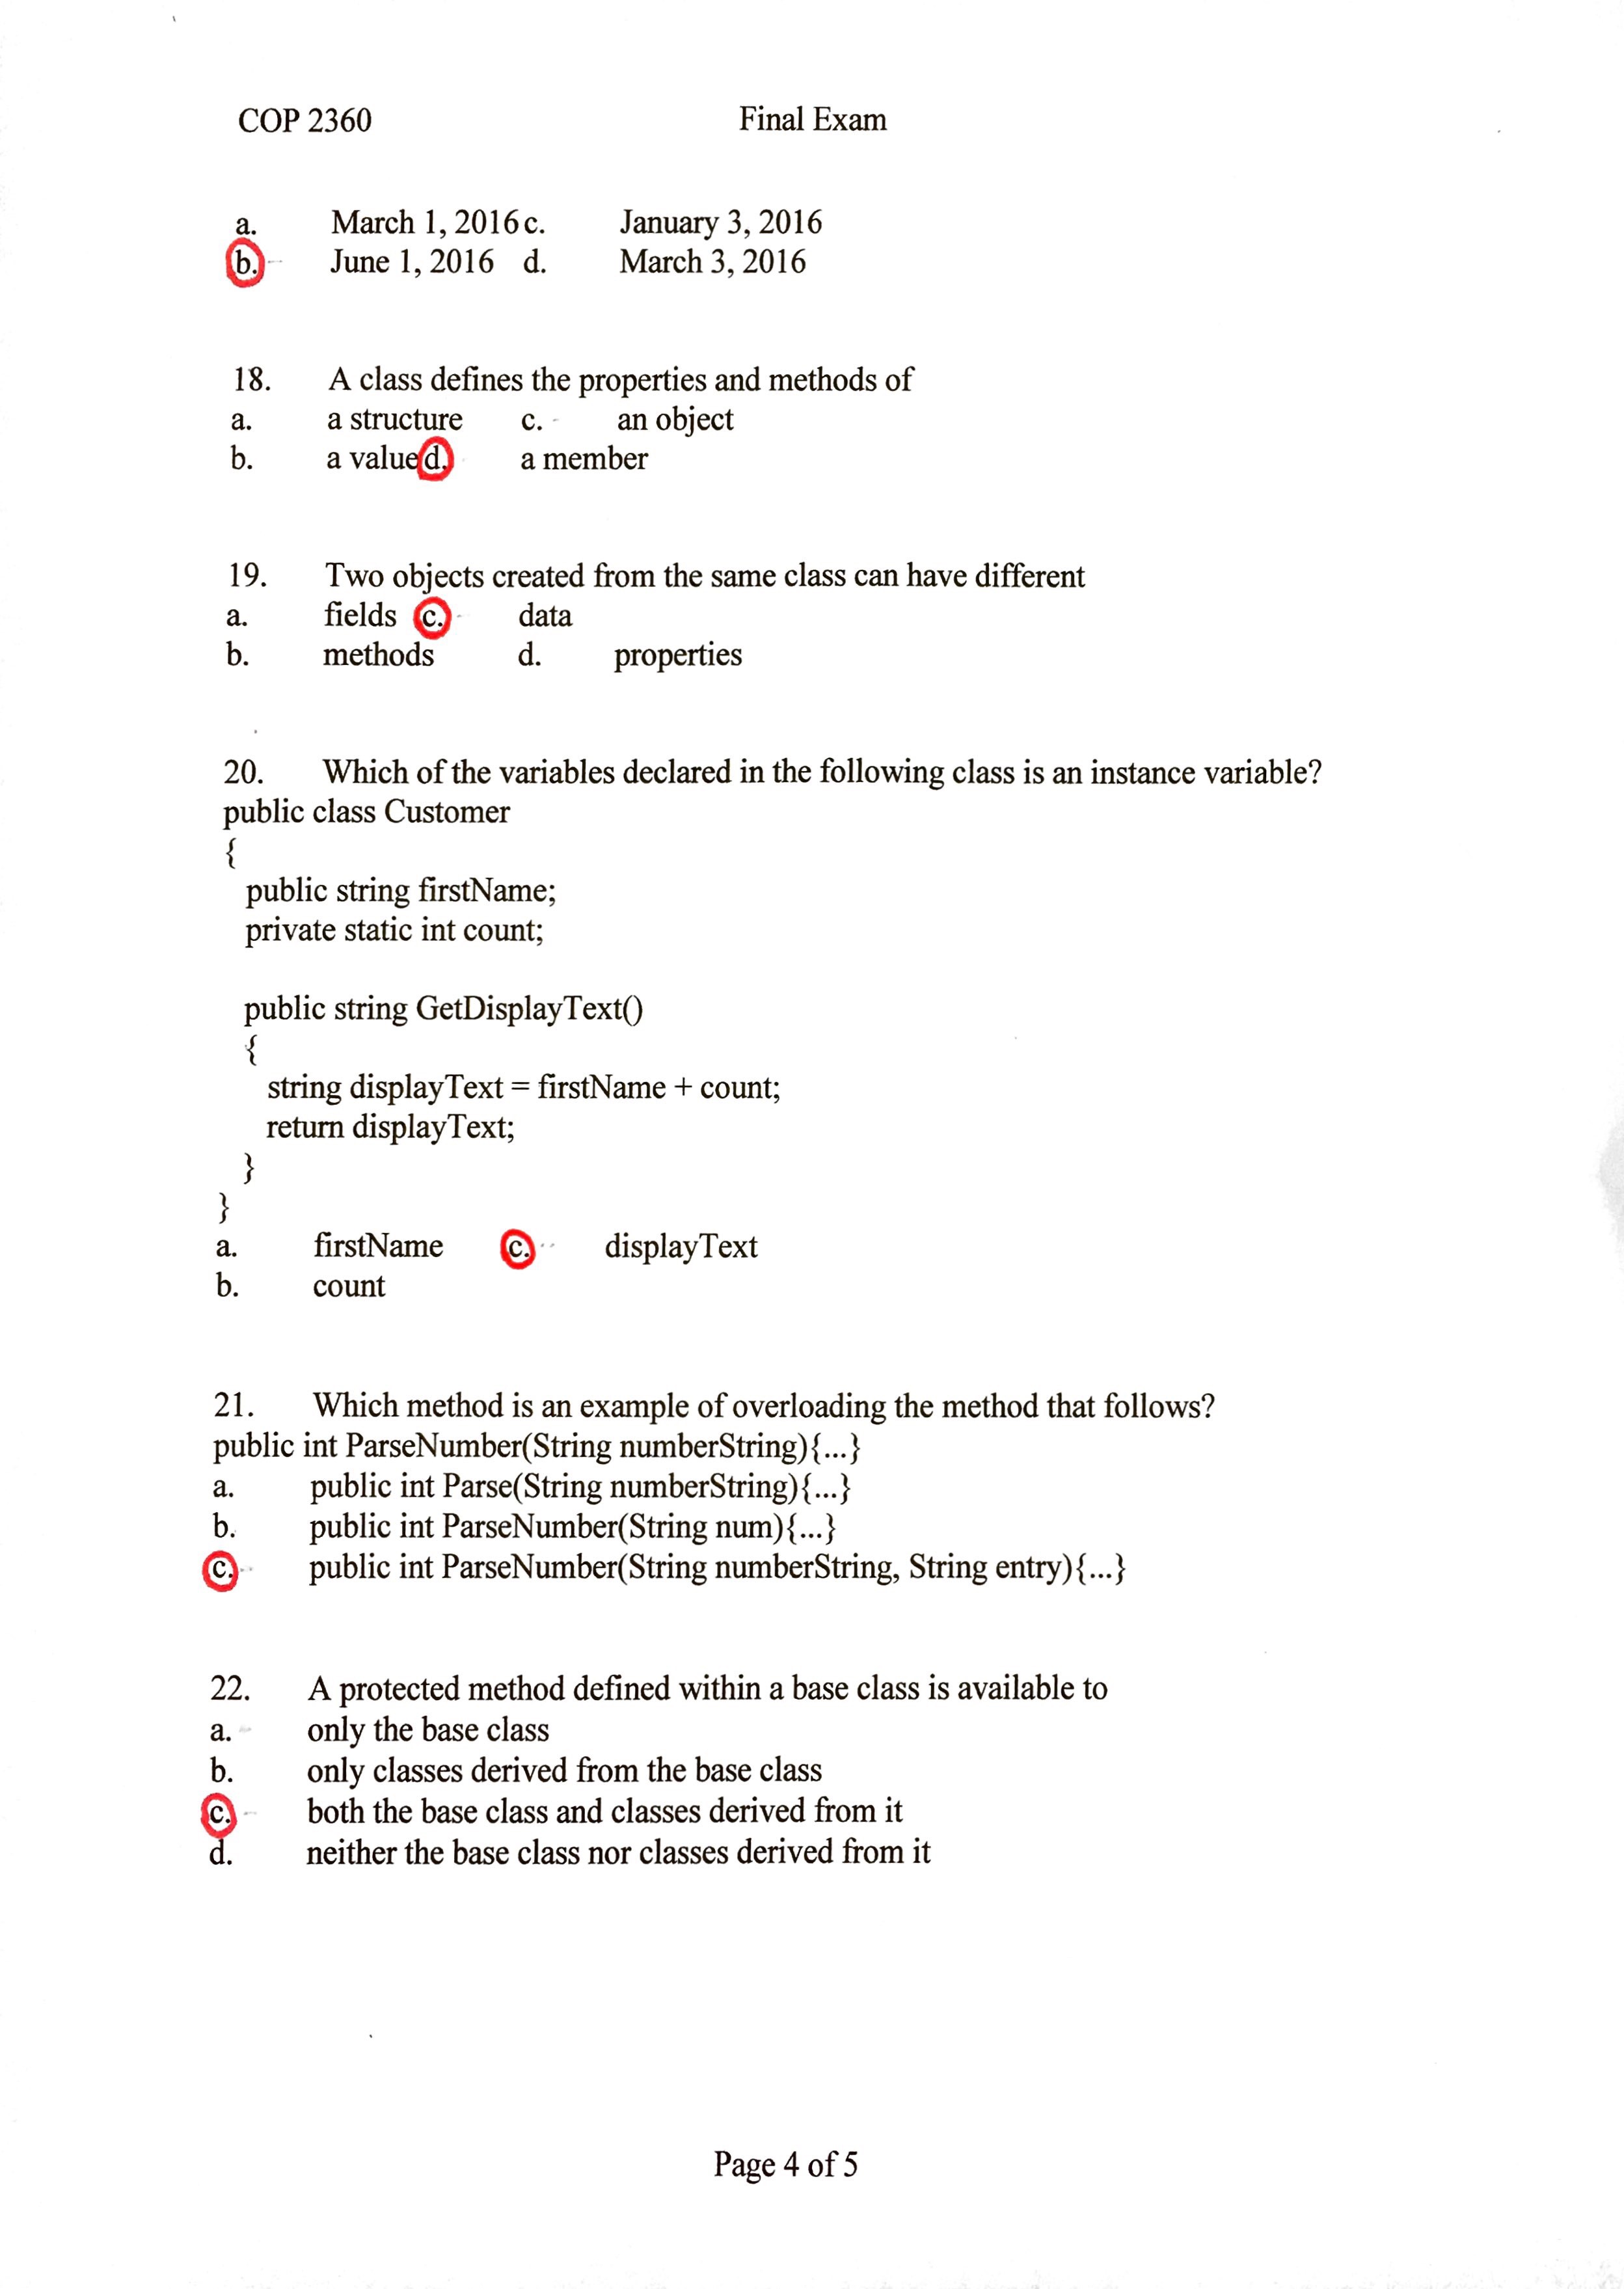 COP 2360 Final Exam
a. March 1, 2016 c. January 3, 2016
b. June 1, 2016 d. March 3, 2016
18. A class defines the properties and methods of
a. a structure c. an object
b. a value d. a member
19. Two objects created from the same class can have different
a. fields c. data
b. methods d. properties
20. Which of the variables declared in the following class is an instance variable?
public class Customer
{
public string firstName;
private static int count;
public string GetDisplayText()
{
string displayText = firstName + count;
return displayText;
}
}
a. firstName c. displayText
b. count
21. Which method is an example of overloading the method that follows?
public int ParseNumber(String numberString){...}
a. public int Parse(String numberString){...}
b. public int ParseNumber(String num){...}
c. public int ParseNumber(String numberString, String entry){...}
22. A protected method defined within a base class is available to
a. only the base class
b. only classes derived from the base class
c. both the base class and classes derived from it
d. neither the base class nor classes derived from it
Page 4 of 5